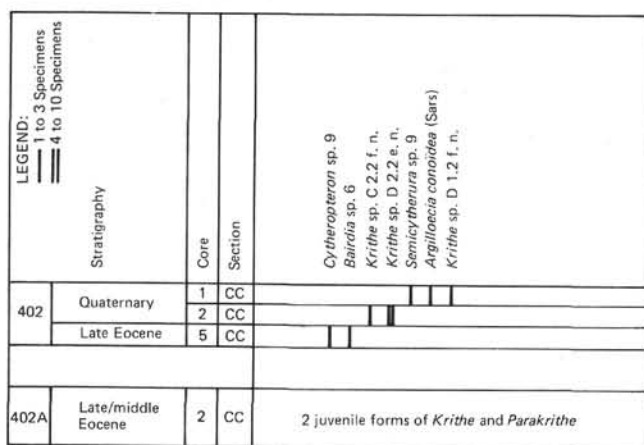 LEGEND:
1 to 3 Specimens
4 to 10 Specimens
Stratigraphy
Core
Section
Cytheropteron sp. 9
Bairdia sp. 6
Krithe sp. C 2.2 f. n.
Krithe sp. D 2.2 e. n.
Semicytherura sp. 9
Argilloecia conoidea (Sars)
Krithe sp. D 1.2 f. n.
402
Quaternary
1
CC
2
CC
Late Eocene
5
CC
402A
Late/middle
Eocene
2
CC
2 juvenile forms of Krithe and Parakrithe